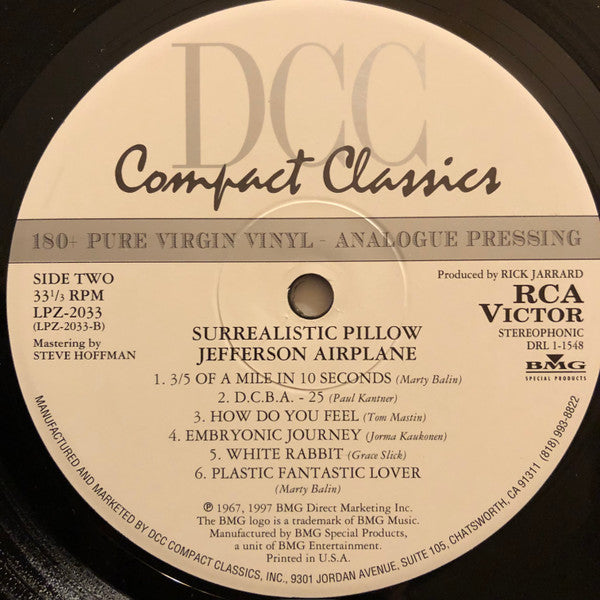 DCC
Compact Classics
180+ PURE VIRGIN VINYL - ANALOGUE PRESSING
SIDE TWO
33 1/3 RPM
LPZ-2033
(LPZ-2033-B)
Mastering by
STEVE HOFFMAN
Produced by RICK JARRARD
RCA
VICTOR
STEREOPHONIC
DRL 1-1548
BMG
SPECIAL PRODUCTS
SURREALISTIC PILLOW
JEFFERSON AIRPLANE
1. 3/5 OF A MILE IN 10 SECONDS (Marty Balin)
2. D.C.B.A. - 25 (Paul Kantner)
3. HOW DO YOU FEEL (Tom Mastin)
4. EMBRYONIC JOURNEY (Jorma Kaukonen)
5. WHITE RABBIT (Grace Slick)
6. PLASTIC FANTASTIC LOVER
(Marty Balin)
℗ 1967, 1997 BMG Direct Marketing Inc.
The BMG logo is a trademark of BMG Music.
Manufactured by BMG Special Products,
a unit of BMG Entertainment.
Printed in U.S.A.
MANUFACTURED AND MARKETED BY DCC COMPACT CLASSICS, INC., 9301 JORDAN AVENUE, SUITE 105, CHATSWORTH, CA 91311 (818) 993-8822